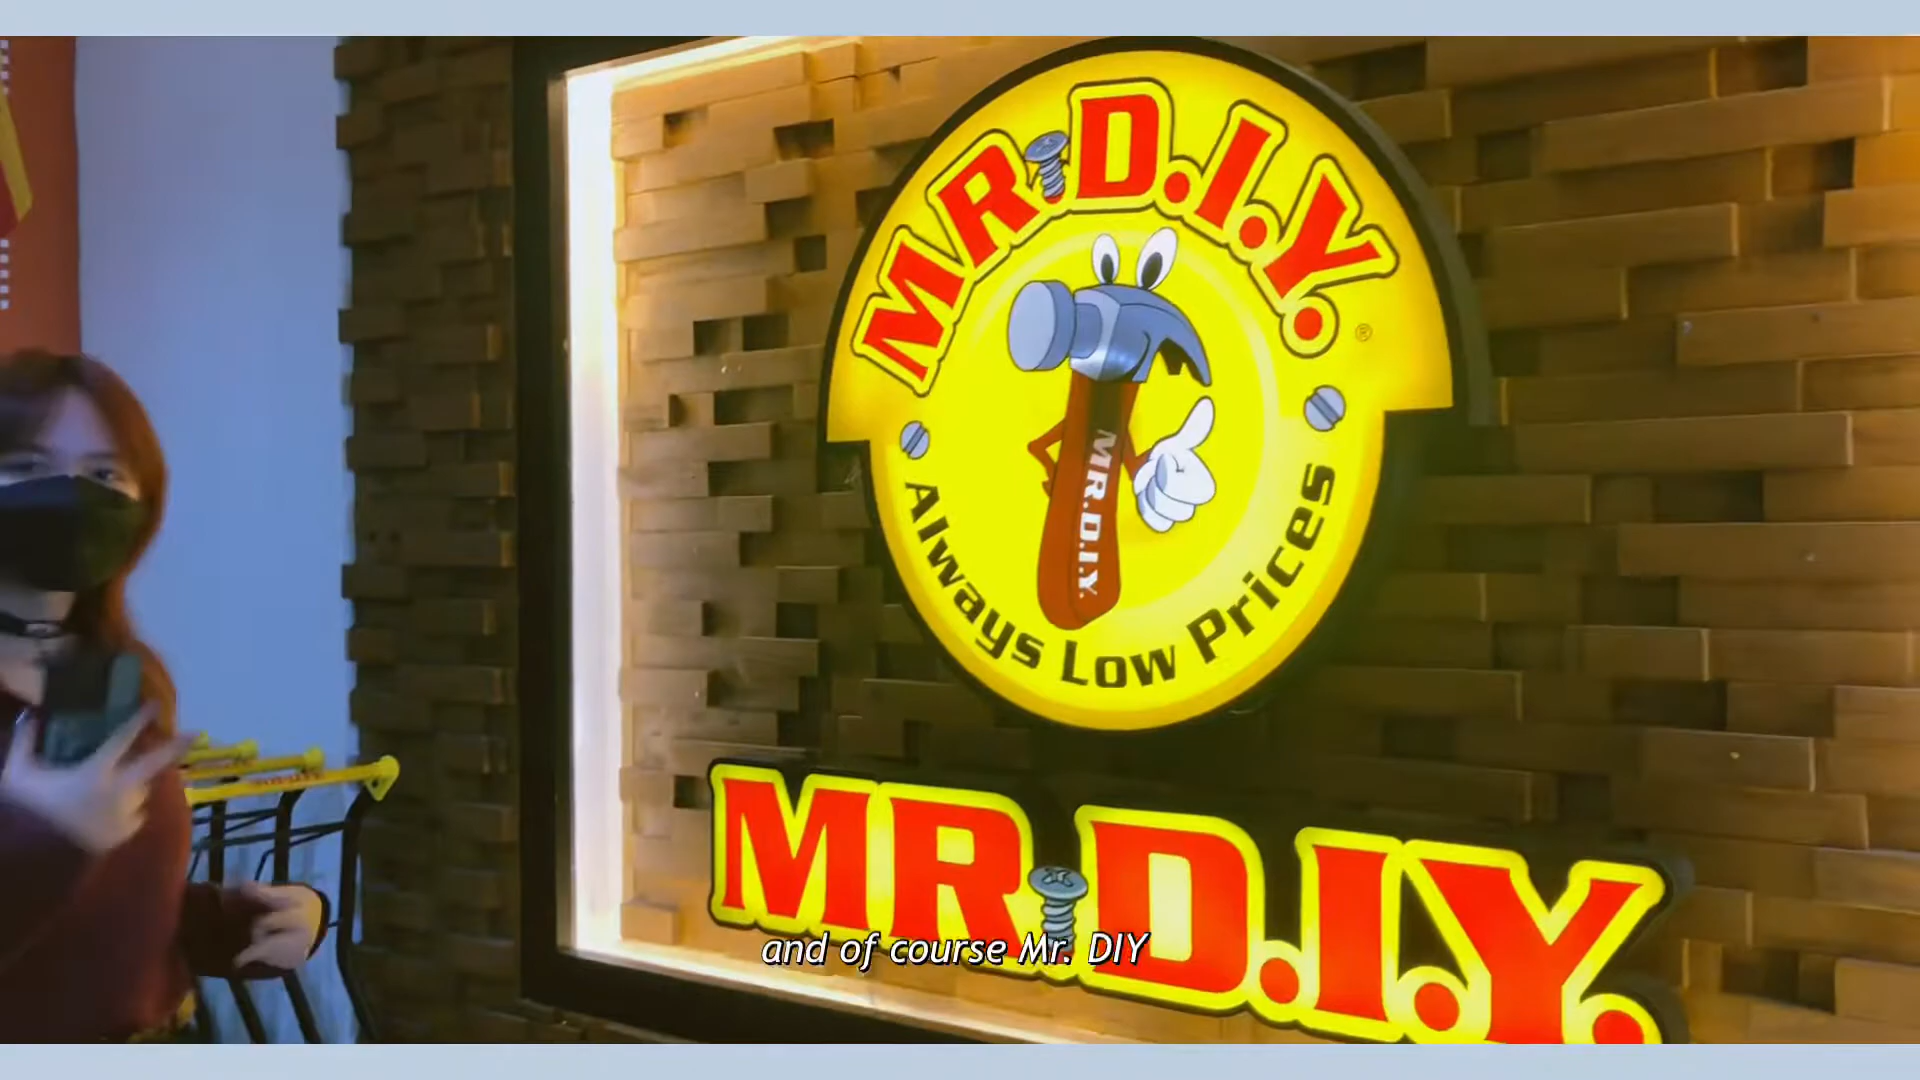 MR.D.I.Y.
®
MR.D.I.Y.
Always Low Prices
MR.D.I.Y.
and of course Mr. DIY